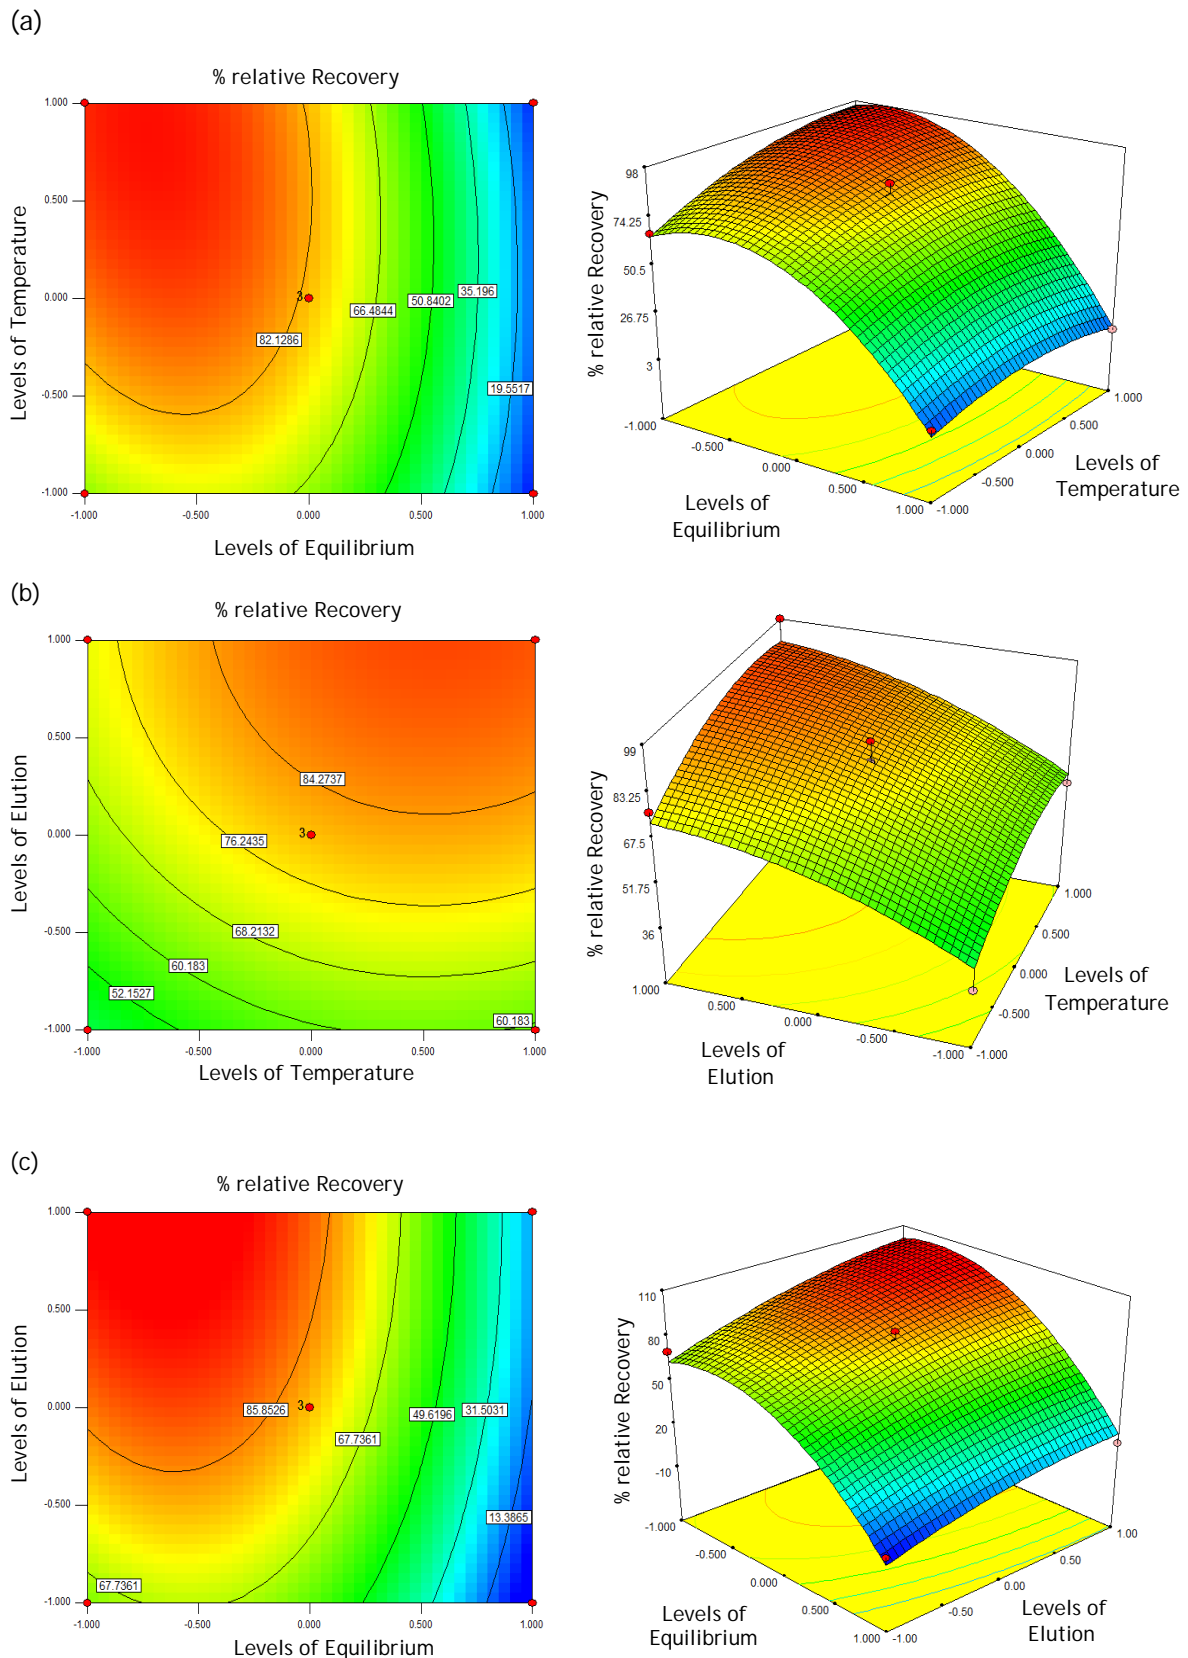 (a)
% relative Recovery
1.000
0.500
0.000
-0.500
-1.000
Levels of Temperature
3
82.1286
66.4844
50.8402
35.196
19.5517
-1.000 -0.500 0.000 0.500 1.000
Levels of Equilibrium
98
74.25
50.5
26.75
3
% relative Recovery
-1.000
-0.500
0.000
0.500
1.000
Levels of
Equilibrium
-1.000
-0.500
0.000
0.500
1.000
Levels of
Temperature
(b)
% relative Recovery
1.000
0.500
0.000
-0.500
-1.000
Levels of Elution
3
84.2737
76.2435
68.2132
60.183
52.1527
60.183
-1.000 -0.500 0.000 0.500 1.000
Levels of Temperature
99
83.25
67.5
51.75
36
% relative Recovery
1.000
0.500
0.000
-0.500
-1.000
Levels of
Elution
-1.000
-0.500
0.000
0.500
1.000
Levels of
Temperature
(c)
% relative Recovery
1.000
0.500
0.000
-0.500
-1.000
Levels of Elution
3
85.8526
67.7361
49.6196
31.5031
13.3865
67.7361
-1.000 -0.500 0.000 0.500 1.000
Levels of Equilibrium
110
80
50
20
-10
% relative Recovery
-1.000
-0.500
0.000
0.500
1.000
Levels of
Equilibrium
-1.00
-0.50
0.00
0.50
1.00
Levels of
Elution